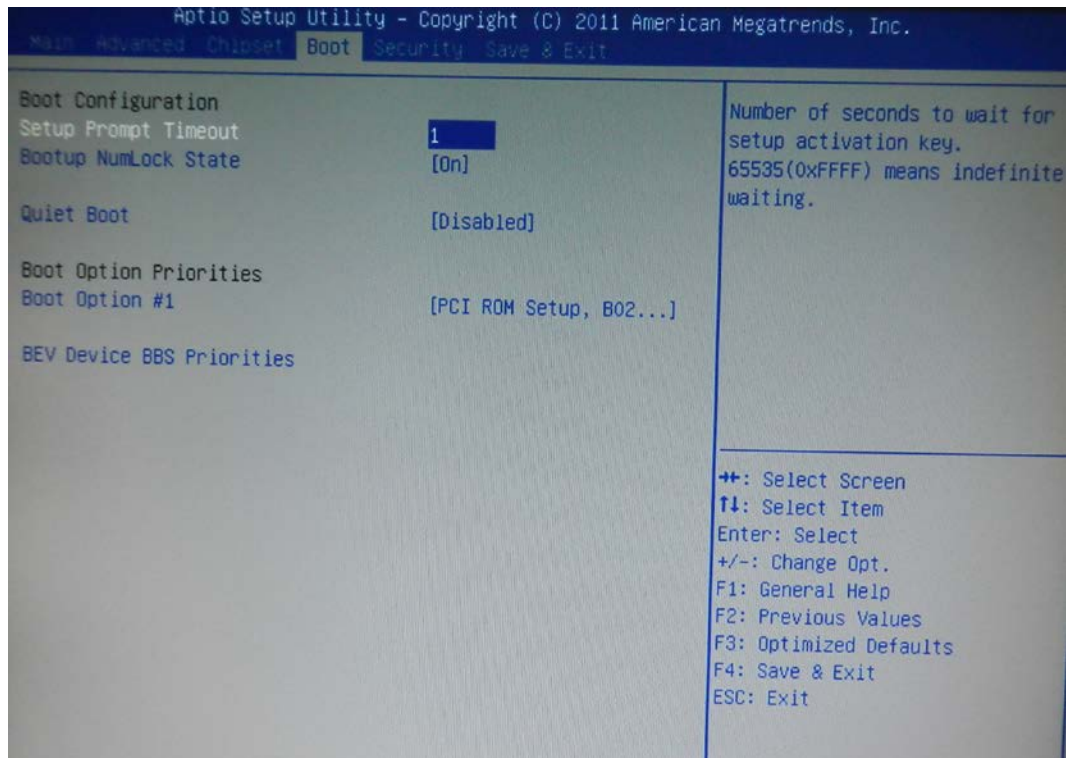 Aptio Setup Utility – Copyright (C) 2011 American Megatrends, Inc.
Main Advanced Chipset Boot Security Save & Exit
Boot Configuration
Setup Prompt Timeout 1
Bootup NumLock State [On]
Quiet Boot [Disabled]
Boot Option Priorities
Boot Option #1 [PCI ROM Setup, B02...]
BEV Device BBS Priorities
Number of seconds to wait for
setup activation key.
65535(0xFFFF) means indefinite
waiting.
→←: Select Screen
↑↓: Select Item
Enter: Select
+/-: Change Opt.
F1: General Help
F2: Previous Values
F3: Optimized Defaults
F4: Save & Exit
ESC: Exit